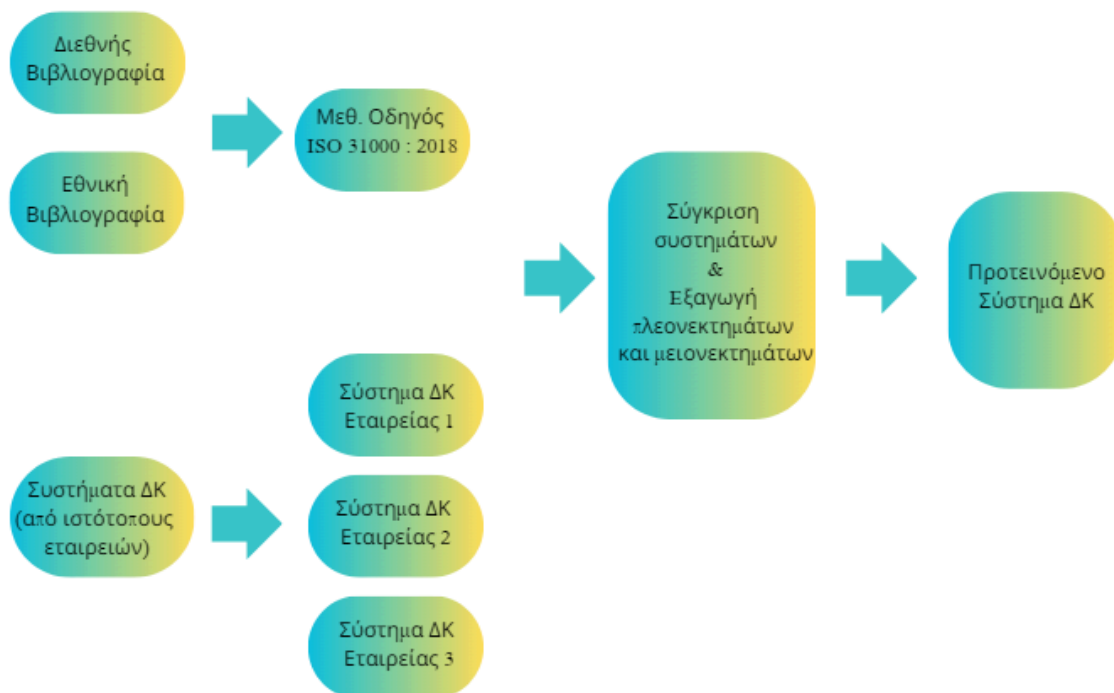 Διεθνής
Βιβλιογραφία
Εθνική
Βιβλιογραφία
Μεθ. Οδηγός
ISO 31000 : 2018
Συστήματα ΔΚ
(από ιστότοπους
εταιρειών)
Σύστημα ΔΚ
Εταιρείας 1
Σύστημα ΔΚ
Εταιρείας 2
Σύστημα ΔΚ
Εταιρείας 3
Σύγκριση
συστημάτων
&
Εξαγωγή
πλεονεκτημάτων
και μειονεκτημάτων
Προτεινόμενο
Σύστημα ΔΚ